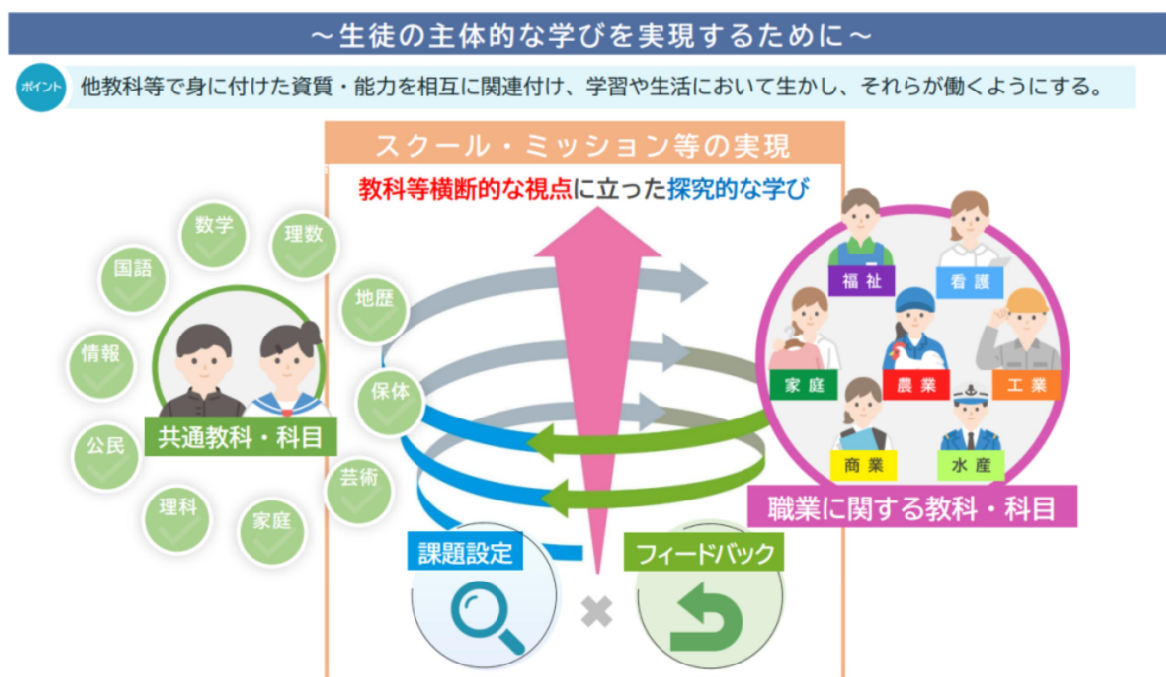 ～生徒の主体的な学びを実現するために～
ポイント
他教科等で身に付けた資質・能力を相互に関連付け、学習や生活において生かし、それらが働くようにする。
スクール・ミッション等の実現
教科等横断的な視点に立った探究的な学び
数学
理数
国語
地歴
情報
保体
公民
芸術
理科
家庭
共通教科・科目
福祉
看護
家庭
農業
工業
商業
水産
職業に関する教科・科目
課題設定
フィードバック